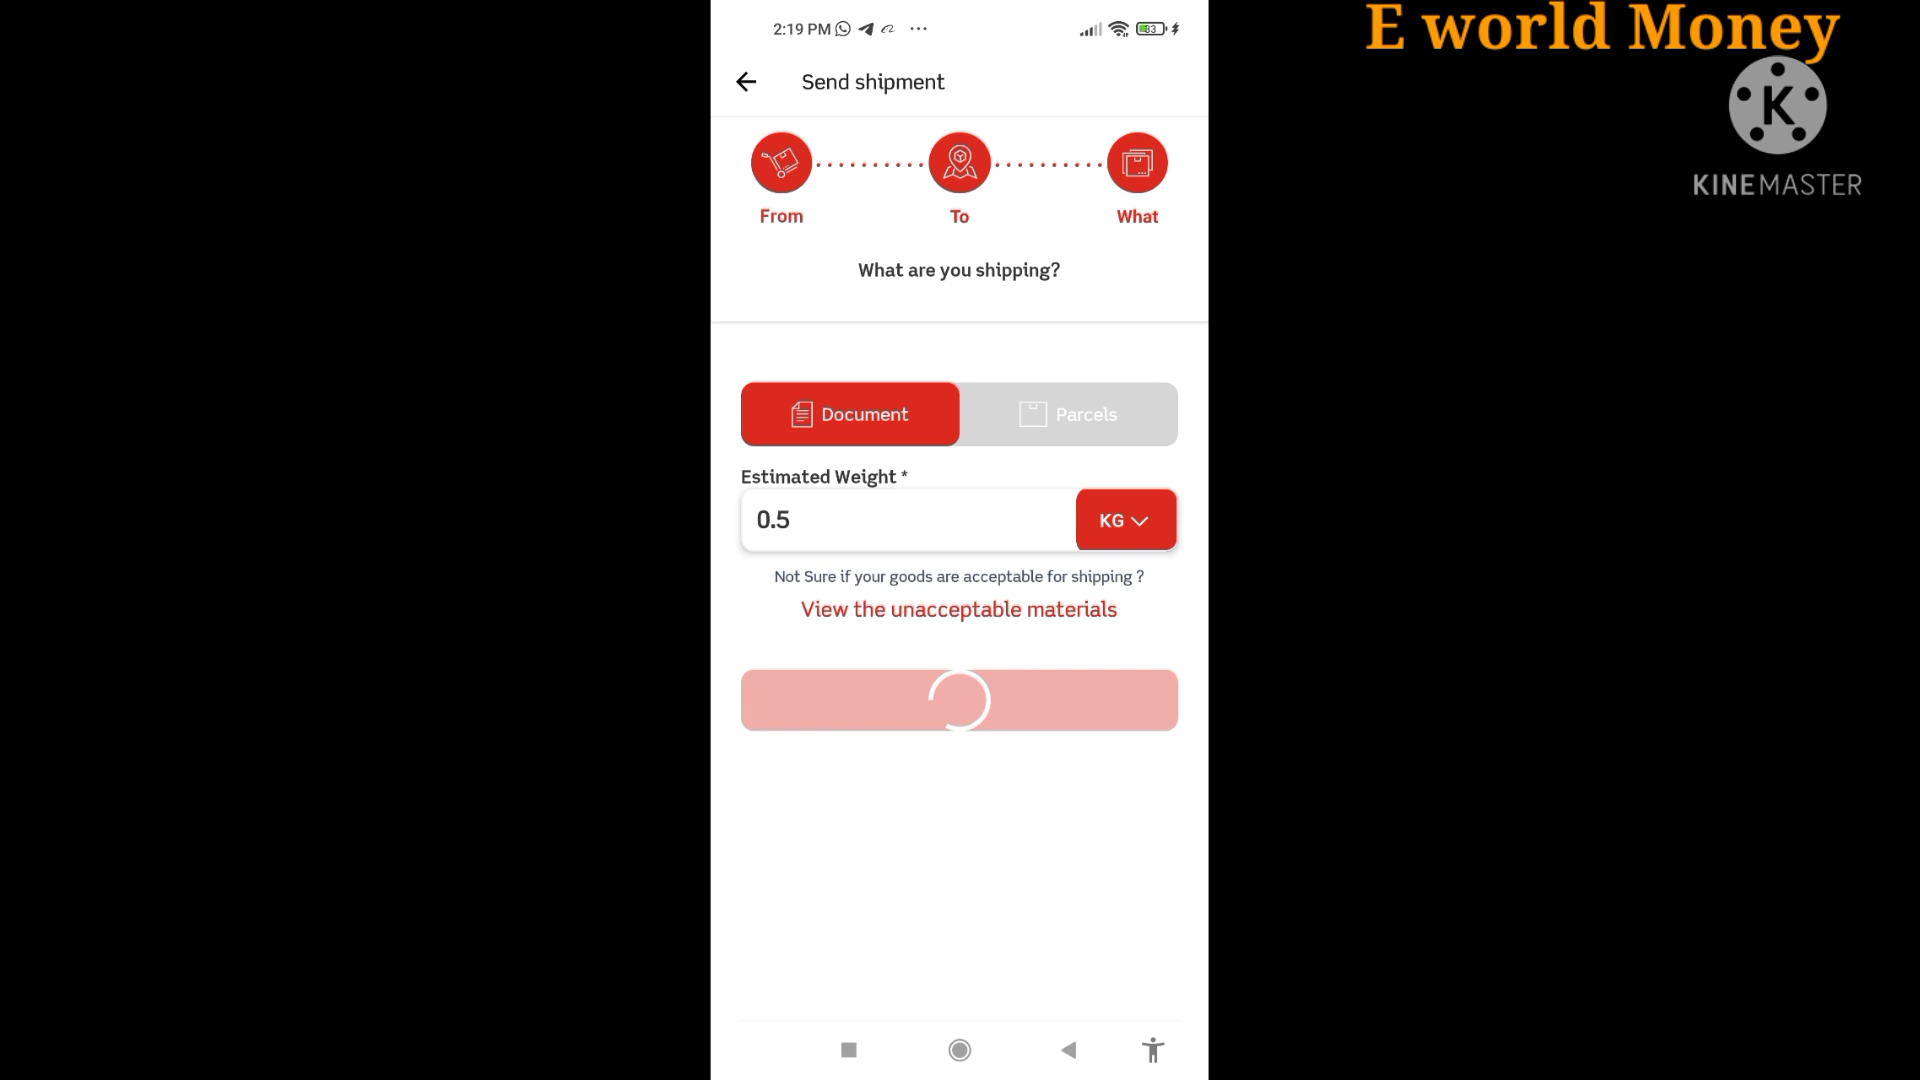 E world Money
K
KINEMASTER
2:19 PM
83
Send shipment
From
To
What
What are you shipping?
Document
Parcels
Estimated Weight *
0.5
KG
Not Sure if your goods are acceptable for shipping ?
View the unacceptable materials